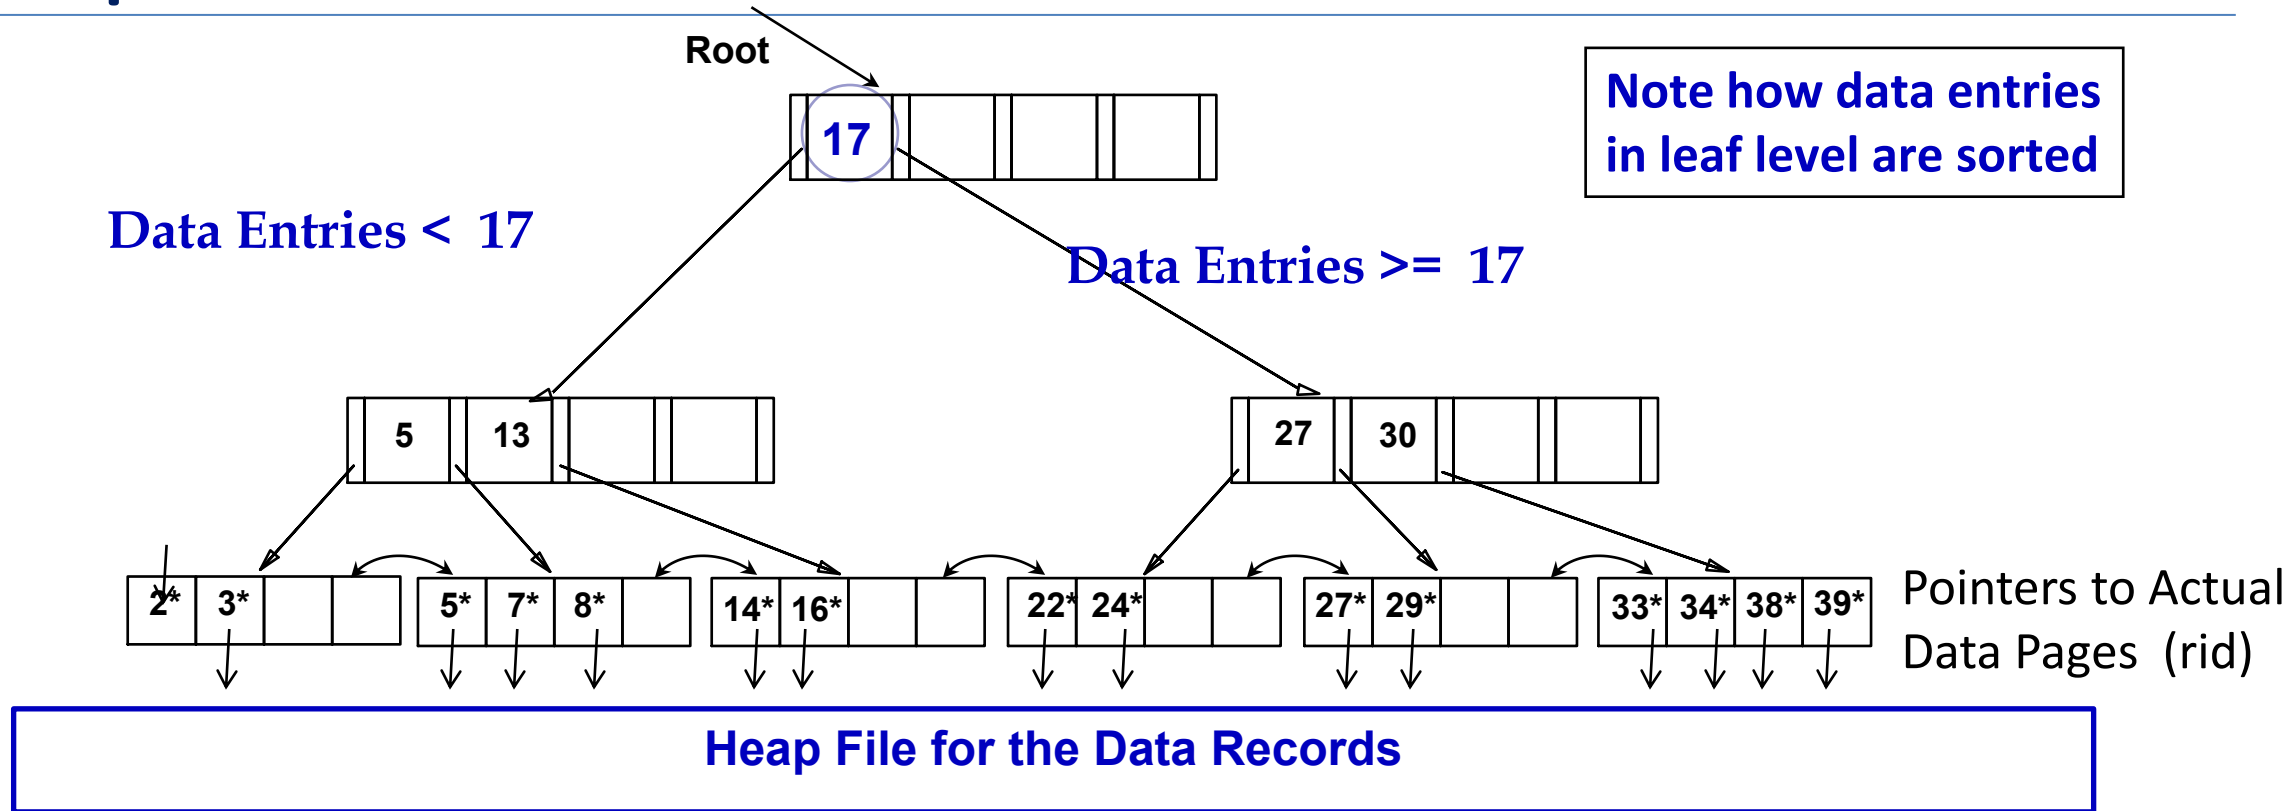 Root
Note how data entries
in leaf level are sorted
17
Data Entries < 17
Data Entries >= 17
5 13
27 30
2* 3*
5* 7* 8*
14* 16*
22* 24*
27* 29*
33* 34* 38* 39*
Pointers to Actual
Data Pages (rid)
Heap File for the Data Records